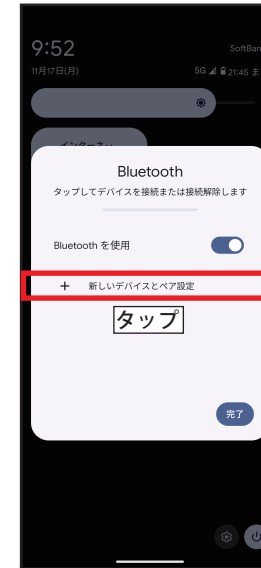 9:52
SoftBan
11月17日(月)
5G 21:45 ま
Bluetooth
タップしてデバイスを接続または接続解除します
Bluetooth を使用
+ 新しいデバイスとペア設定
タップ
完了